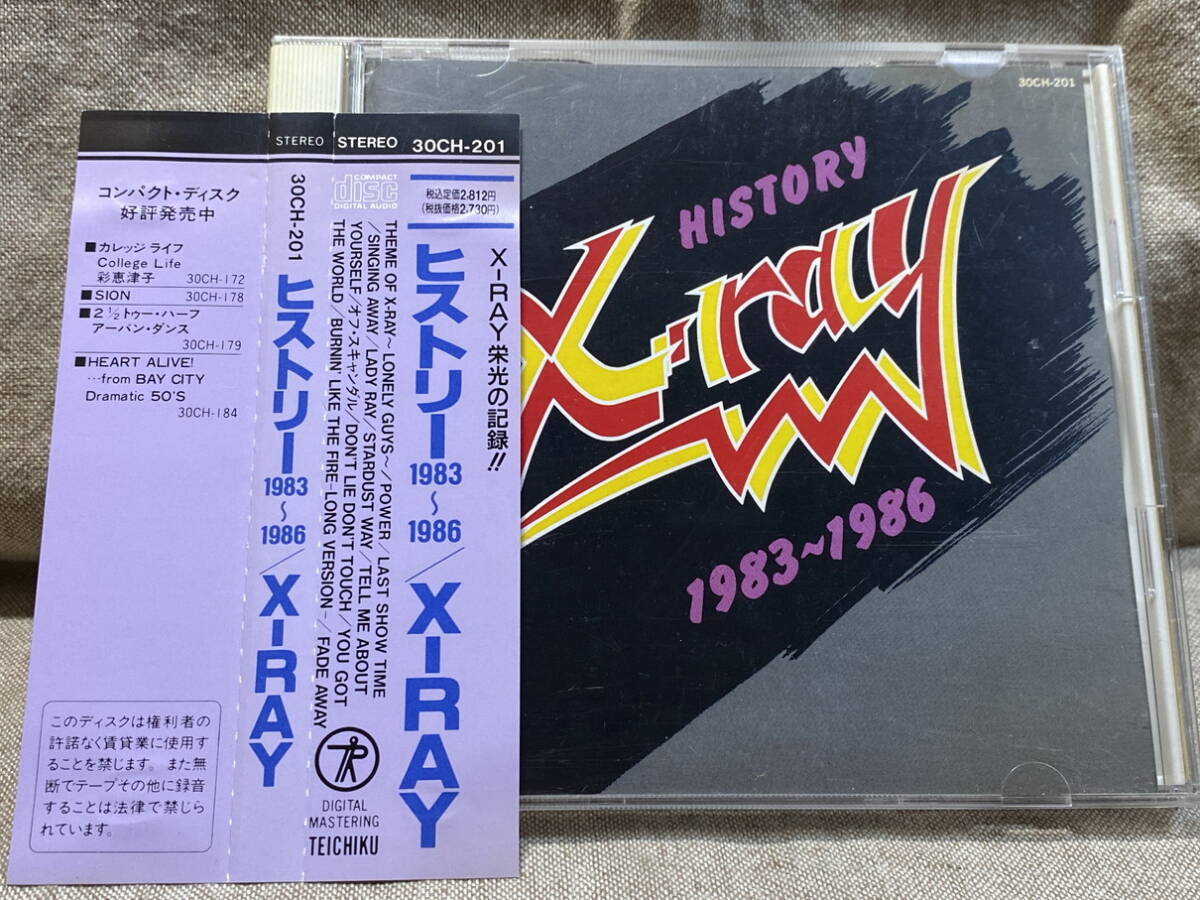 コンパクト・ディスク
好評発売中
■カレッジ ライフ
College Life
彩恵津子 30CH-172
■SION 30CH-178
■2 1/2トゥー・ハーフ
アーバン・ダンス
30CH-179
■HEART ALIVE!
…from BAY CITY
Dramatic 50'S
30CH-184
このディスクは権利者の
許諾なく賃貸業に使用す
ることを禁じます。また無
断でテープその他に録音
することは法律で禁じら
れています。
STEREO
30CH-201
ヒストリー1983~1986/X-RAY
STEREO 30CH-201
COMPACT
disc
DIGITAL AUDIO
税込定価2,812円
(税抜価格2,730円)
X-RAY栄光の記録!!
ヒストリー1983~1986/X-RAY
THEME OF X-RAY~LONELY GUYS~/POWER/LAST SHOW TIME
/SINGING AWAY/LADY RAY/STARDUST WAY/TELL ME ABOUT
YOURSELF/オフ・スキャンダル/DON'T LIE DON'T TOUCH/YOU GOT
THE WORLD/BURNIN' LIKE THE FIRE-LONG VERSION-/FADE AWAY
DIGITAL
MASTERING
TEICHIKU
30CH-201
HISTORY
X-ray
1983~1986